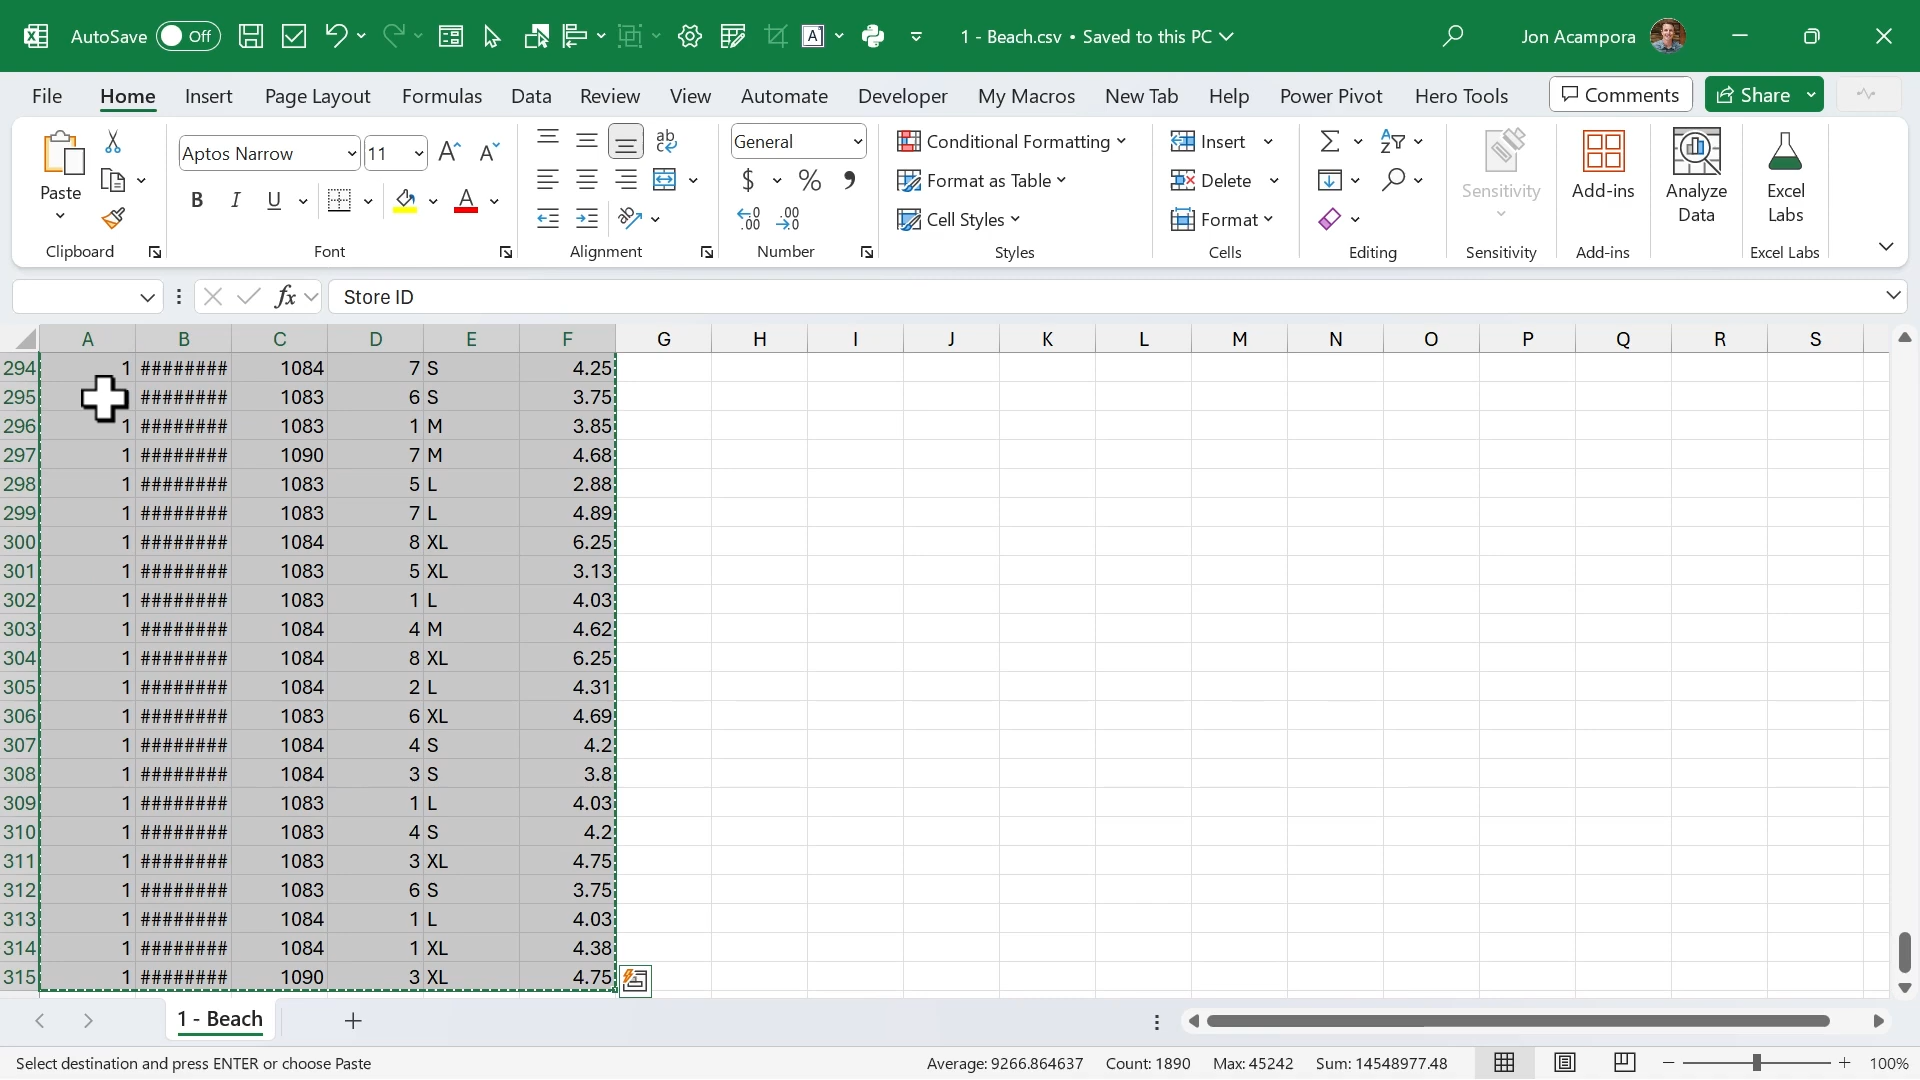 AutoSave Off A 1 - Beach.csv • Saved to this PC Jon Acampora
File Home Insert Page Layout Formulas Data Review View Automate Developer My Macros New Tab Help Power Pivot Hero Tools Comments Share
Paste Clipboard
Aptos Narrow 11 A A
B I U A
Font
ab
Alignment
General
$ % 9
.00 .00
Number
Conditional Formatting
Format as Table
Cell Styles
Styles
Insert
Delete
Format
Cells
Editing
Sensitivity
Sensitivity
Add-ins
Add-ins
Analyze Data
Excel Labs
Excel Labs
fx Store ID
A B C D E F G H I J K L M N O P Q R S
294 1 ######## 1084 7 S 4.25
295 ######## 1083 6 S 3.75
296 1 ######## 1083 1 M 3.85
297 1 ######## 1090 7 M 4.68
298 1 ######## 1083 5 L 2.88
299 1 ######## 1083 7 L 4.89
300 1 ######## 1084 8 XL 6.25
301 1 ######## 1083 5 XL 3.13
302 1 ######## 1083 1 L 4.03
303 1 ######## 1084 4 M 4.62
304 1 ######## 1084 8 XL 6.25
305 1 ######## 1084 2 L 4.31
306 1 ######## 1083 6 XL 4.69
307 1 ######## 1084 4 S 4.2
308 1 ######## 1084 3 S 3.8
309 1 ######## 1083 1 L 4.03
310 1 ######## 1083 4 S 4.2
311 1 ######## 1083 3 XL 4.75
312 1 ######## 1083 6 S 3.75
313 1 ######## 1084 1 L 4.03
314 1 ######## 1084 1 XL 4.38
315 1 ######## 1090 3 XL 4.75
1 - Beach
Select destination and press ENTER or choose Paste Average: 9266.864637 Count: 1890 Max: 45242 Sum: 14548977.48 100%